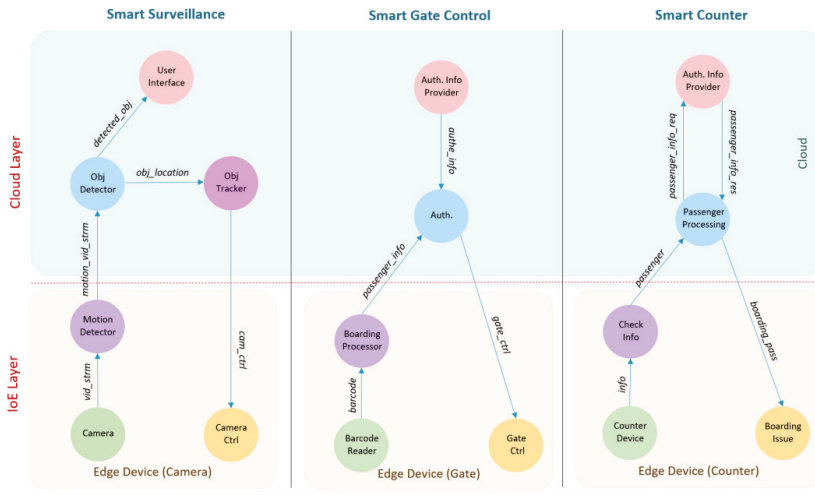 Smart Surveillance
Smart Gate Control
Smart Counter
Cloud Layer
IoE Layer
Cloud
User
Interface
detected_obj
Obj
Detector
obj_location
Obj
Tracker
motion_vid_strm
Motion
Detector
vid_strm
cam_ctrl
Camera
Camera
Ctrl
Edge Device (Camera)
Auth. Info
Provider
authe_info
Auth.
passenger_info
Boarding
Processor
gate_ctrl
barcode
Barcode
Reader
Gate
Ctrl
Edge Device (Gate)
Auth. Info
Provider
passenger_info_req
passenger_info_res
Passenger
Processing
passenger
Check
Info
boarding_pass
info
Counter
Device
Boarding
Issue
Edge Device (Counter)